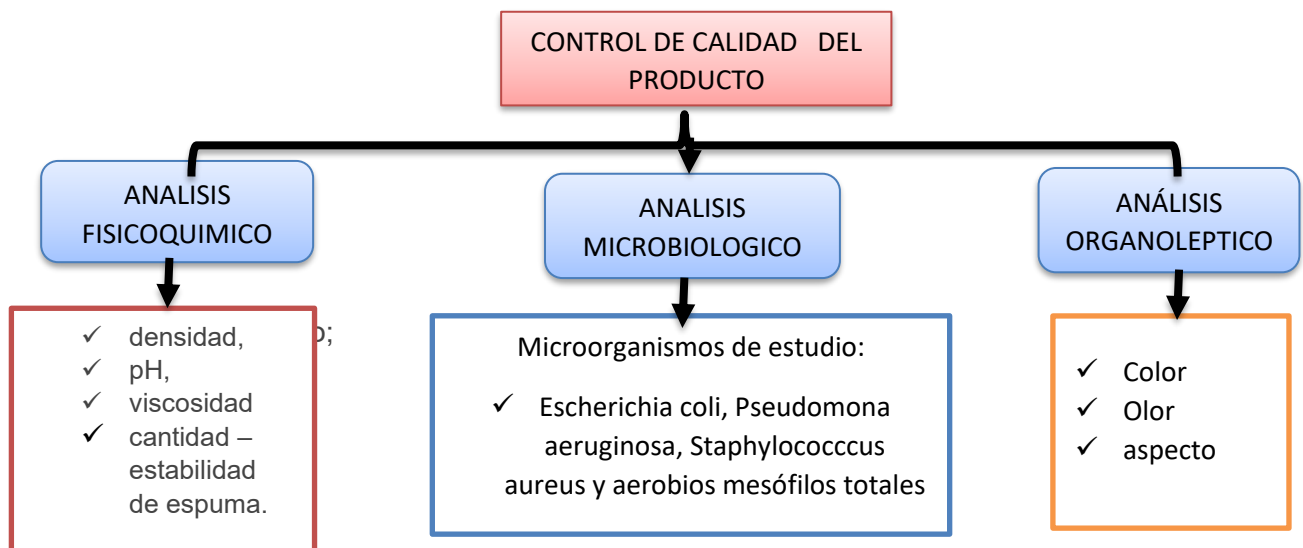 CONTROL DE CALIDAD DEL
PRODUCTO
ANALISIS
FISICOQUIMICO
ANALISIS
MICROBIOLOGICO
ANÁLISIS
ORGANOLEPTICO
✓ densidad,
✓ pH,
✓ viscosidad
✓ cantidad –
estabilidad
de espuma.
Microorganismos de estudio:
✓ Escherichia coli, Pseudomona
aeruginosa, Staphylococccus
aureus y aerobios mesófilos totales
✓ Color
✓ Olor
✓ aspecto